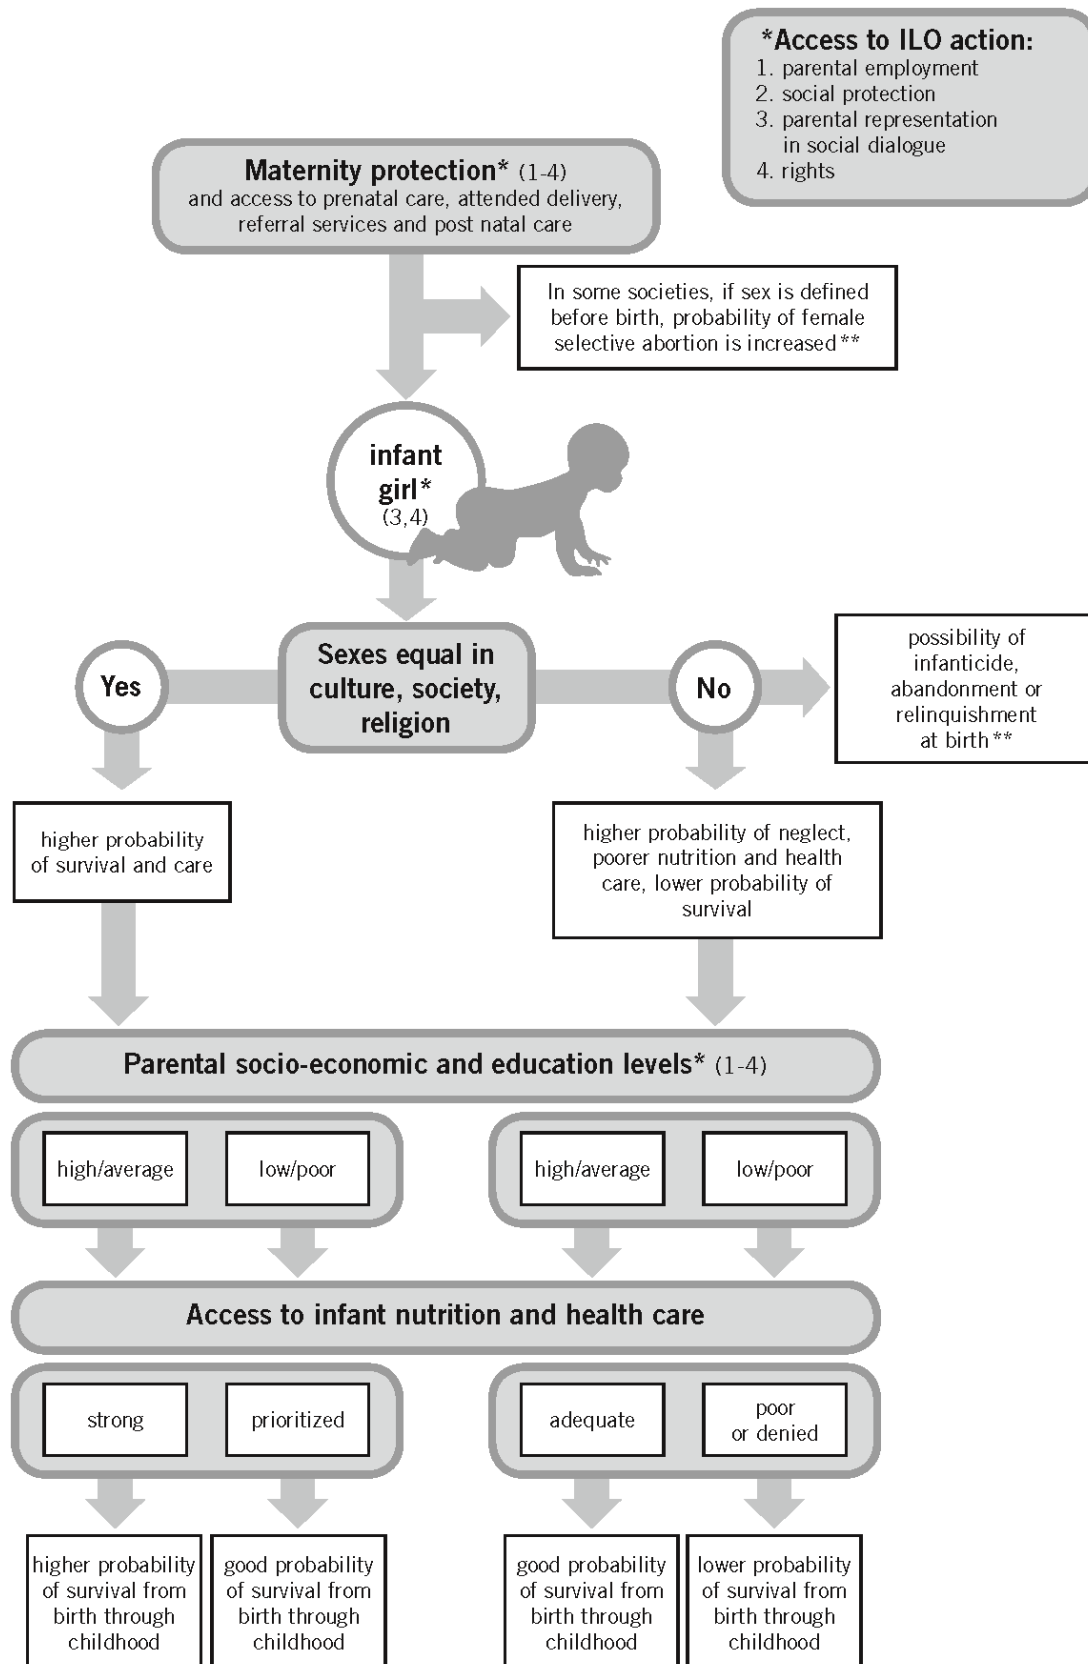 *Access to ILO action:
1. parental employment
2. social protection
3. parental representation
in social dialogue
4. rights
Maternity protection* (1-4)
and access to prenatal care, attended delivery,
referral services and post natal care
In some societies, if sex is defined
before birth, probability of female
selective abortion is increased**
infant
girl*
(3,4)
Sexes equal in
culture, society,
religion
Yes
No
possibility of
infanticide,
abandonment or
relinquishment
at birth**
higher probability
of survival and care
higher probability of neglect,
poorer nutrition and health
care, lower probability of
survival
Parental socio-economic and education levels* (1-4)
high/average
low/poor
high/average
low/poor
Access to infant nutrition and health care
strong
prioritized
adequate
poor
or denied
higher probability
of survival from
birth through
childhood
good probability
of survival from
birth through
childhood
good probability
of survival from
birth through
childhood
lower probability
of survival from
birth through
childhood